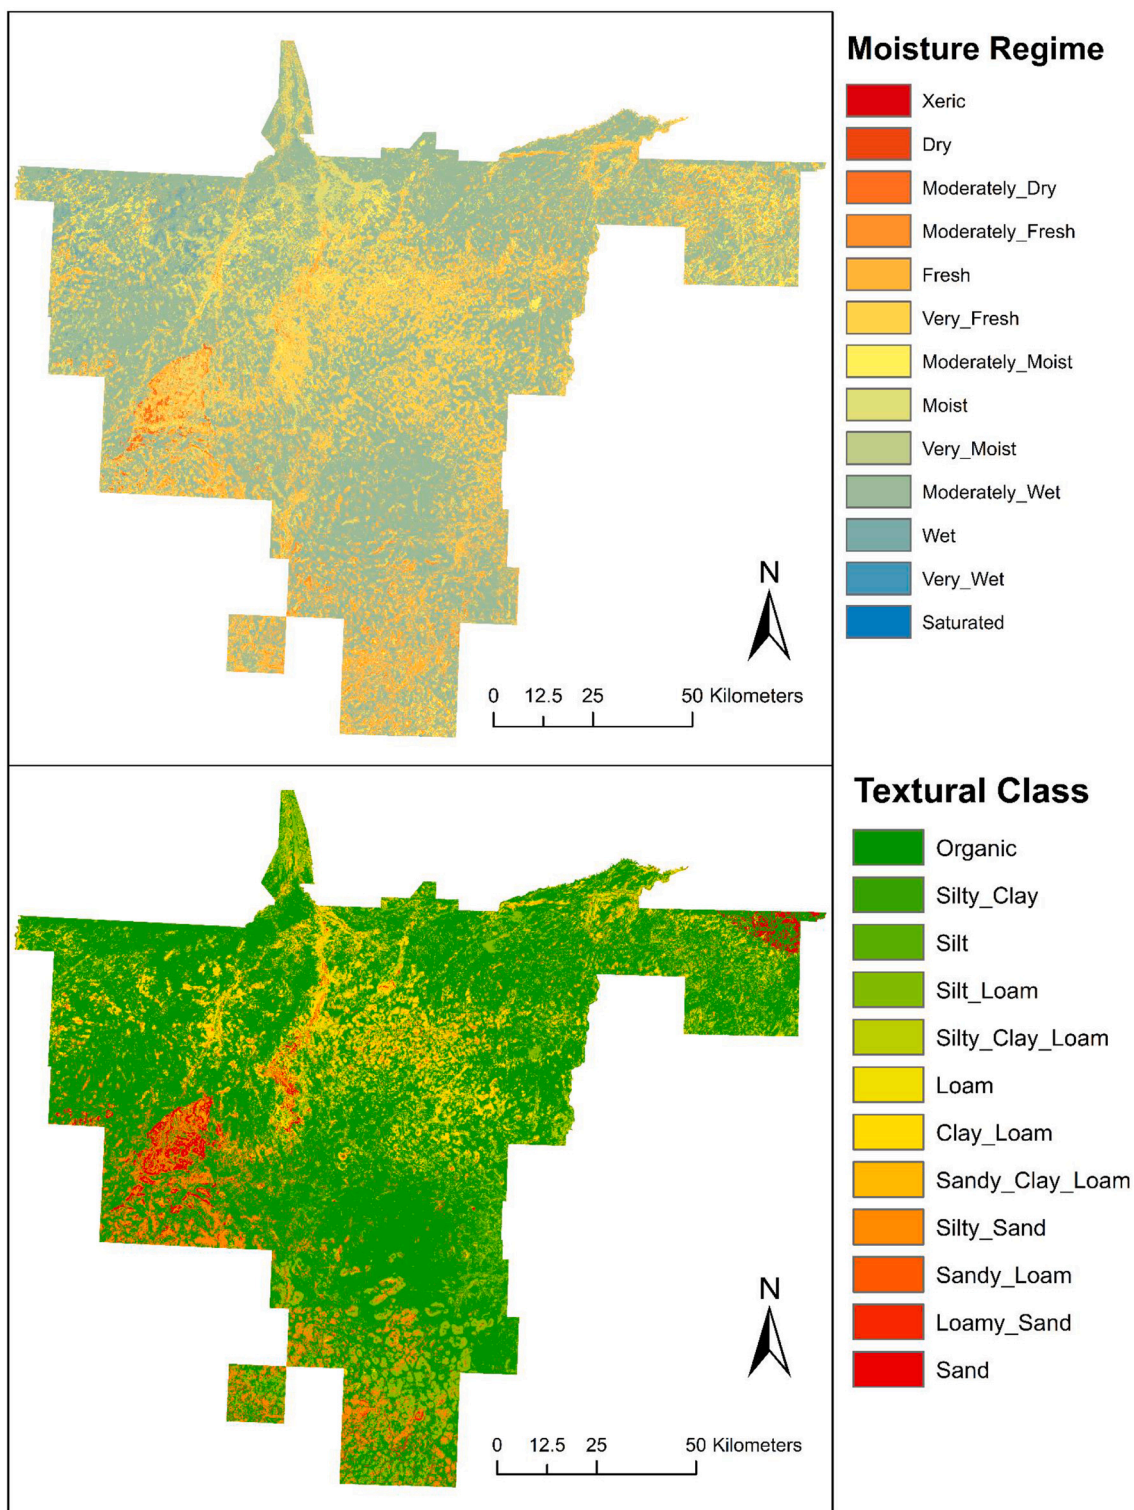 Moisture Regime
Xeric
Dry
Moderately_Dry
Moderately_Fresh
Fresh
Very_Fresh
Moderately_Moist
Moist
Very_Moist
Moderately_Wet
Wet
Very_Wet
Saturated
N
0 12.5 25 50 Kilometers
Textural Class
Organic
Silty_Clay
Silt
Silt_Loam
Silty_Clay_Loam
Loam
Clay_Loam
Sandy_Clay_Loam
Silty_Sand
Sandy_Loam
Loamy_Sand
Sand
N
0 12.5 25 50 Kilometers